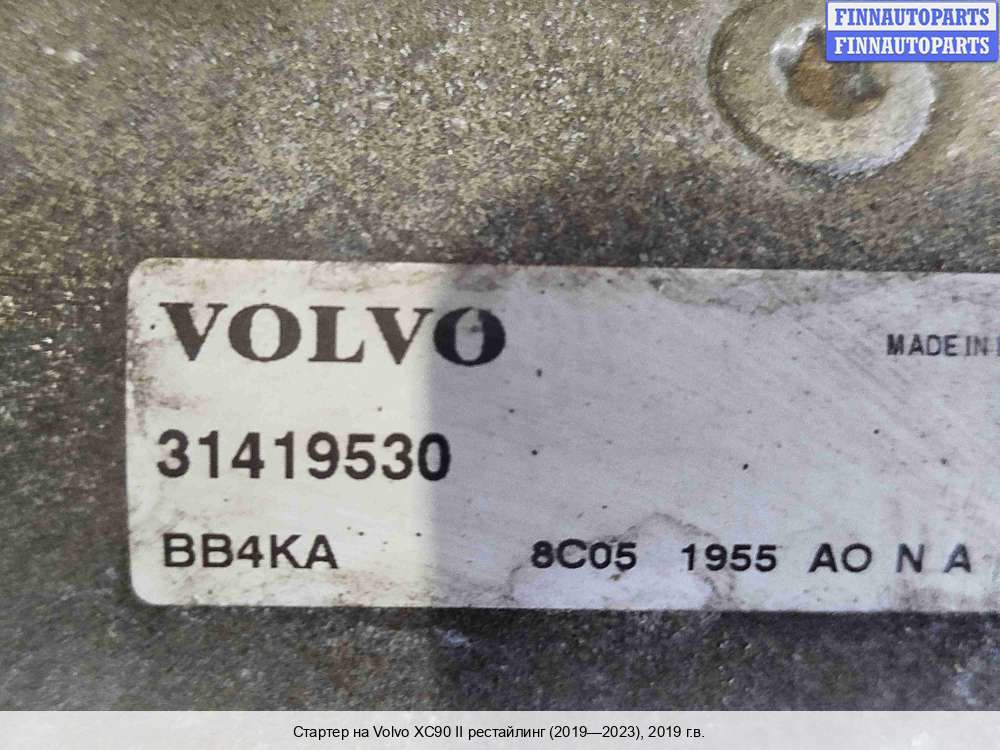 FINNAUTOPARTS
FINNAUTOPARTS
VOLVO
MADE IN
31419530
BB4KA 8C05 1955 AO N A
Стартер на Volvo XC90 II рестайлинг (2019—2023), 2019 г.в.